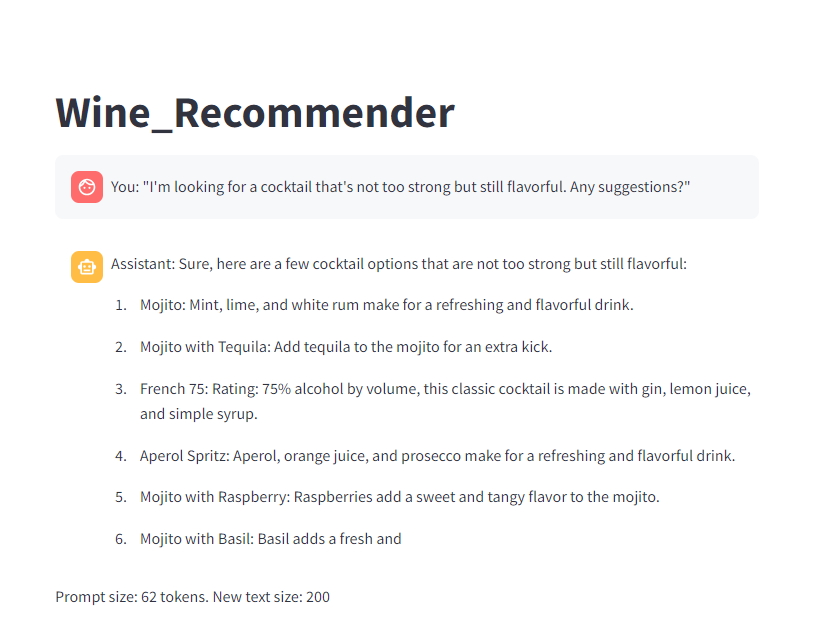 Wine_Recommender
You: "I'm looking for a cocktail that's not too strong but still flavorful. Any suggestions?"
Assistant: Sure, here are a few cocktail options that are not too strong but still flavorful:
1. Mojito: Mint, lime, and white rum make for a refreshing and flavorful drink.
2. Mojito with Tequila: Add tequila to the mojito for an extra kick.
3. French 75: Rating: 75% alcohol by volume, this classic cocktail is made with gin, lemon juice,
and simple syrup.
4. Aperol Spritz: Aperol, orange juice, and prosecco make for a refreshing and flavorful drink.
5. Mojito with Raspberry: Raspberries add a sweet and tangy flavor to the mojito.
6. Mojito with Basil: Basil adds a fresh and
Prompt size: 62 tokens. New text size: 200